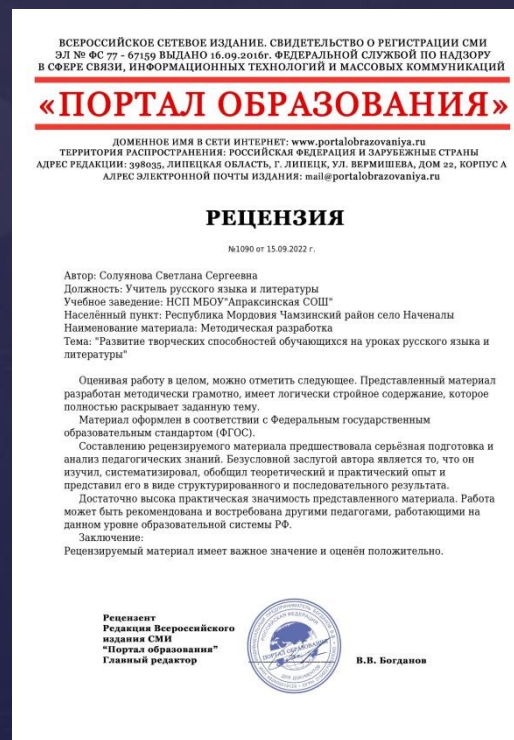 ВСЕРОССИЙСКОЕ СЕТЕВОЕ ИЗДАНИЕ. СВИДЕТЕЛЬСТВО О РЕГИСТРАЦИИ СМИ
ЭЛ № ФС 77 - 67159 ВЫДАНО 16.09.2016г. ФЕДЕРАЛЬНОЙ СЛУЖБОЙ ПО НАДЗОРУ
В СФЕРЕ СВЯЗИ, ИНФОРМАЦИОННЫХ ТЕХНОЛОГИЙ И МАССОВЫХ КОММУНИКАЦИЙ
«ПОРТАЛ ОБРАЗОВАНИЯ»
ДОМЕННОЕ ИМЯ В СЕТИ ИНТЕРНЕТ: www.portalobrazovaniya.ru
ТЕРРИТОРИЯ РАСПРОСТРАНЕНИЯ: РОССИЙСКАЯ ФЕДЕРАЦИЯ И ЗАРУБЕЖНЫЕ СТРАНЫ
АДРЕС РЕДАКЦИИ: 398035, ЛИПЕЦКАЯ ОБЛАСТЬ, Г. ЛИПЕЦК, УЛ. ВЕРМИШЕВА, ДОМ 22, КОРПУС А
АДРЕС ЭЛЕКТРОННОЙ ПОЧТЫ ИЗДАНИЯ: mail@portalobrazovaniya.ru
РЕЦЕНЗИЯ
№1090 от 15.09.2022 г.
Автор: Солуянова Светлана Сергеевна
Должность: Учитель русского языка и литературы
Учебное заведение: НСП МБОУ"Апраксинская СОШ"
Населённый пункт: Республика Мордовия Чамзинский район село Наченалы
Наименование материала: Методическая разработка
Тема: "Развитие творческих способностей обучающихся на уроках русского языка и
литературы"
Оценивая работу в целом, можно отметить следующее. Представленный материал
разработан методически грамотно, имеет логически стройное содержание, которое
полностью раскрывает заданную тему.
Материал оформлен в соответствии с Федеральным государственным
образовательным стандартом (ФГОС).
Составлению рецензируемого материала предшествовала серьёзная подготовка и
анализ педагогических знаний. Безусловной заслугой автора является то, что он
изучил, систематизировал, обобщил теоретический и практический опыт и
представил его в виде структурированного и последовательного результата.
Достаточно высока практическая значимость представленного материала. Работа
может быть рекомендована и востребована другими педагогами, работающими на
данном уровне образовательной системы РФ.
Заключение:
Рецензируемый материал имеет важное значение и оценён положительно.
Рецензент
Редакция Всероссийского
издания СМИ
"Портал образования"
Главный редактор
ПОРТАЛ ОБРАЗОВАНИЯ
ДЛЯ ДОКУМЕНТОВ
В.В. Богданов